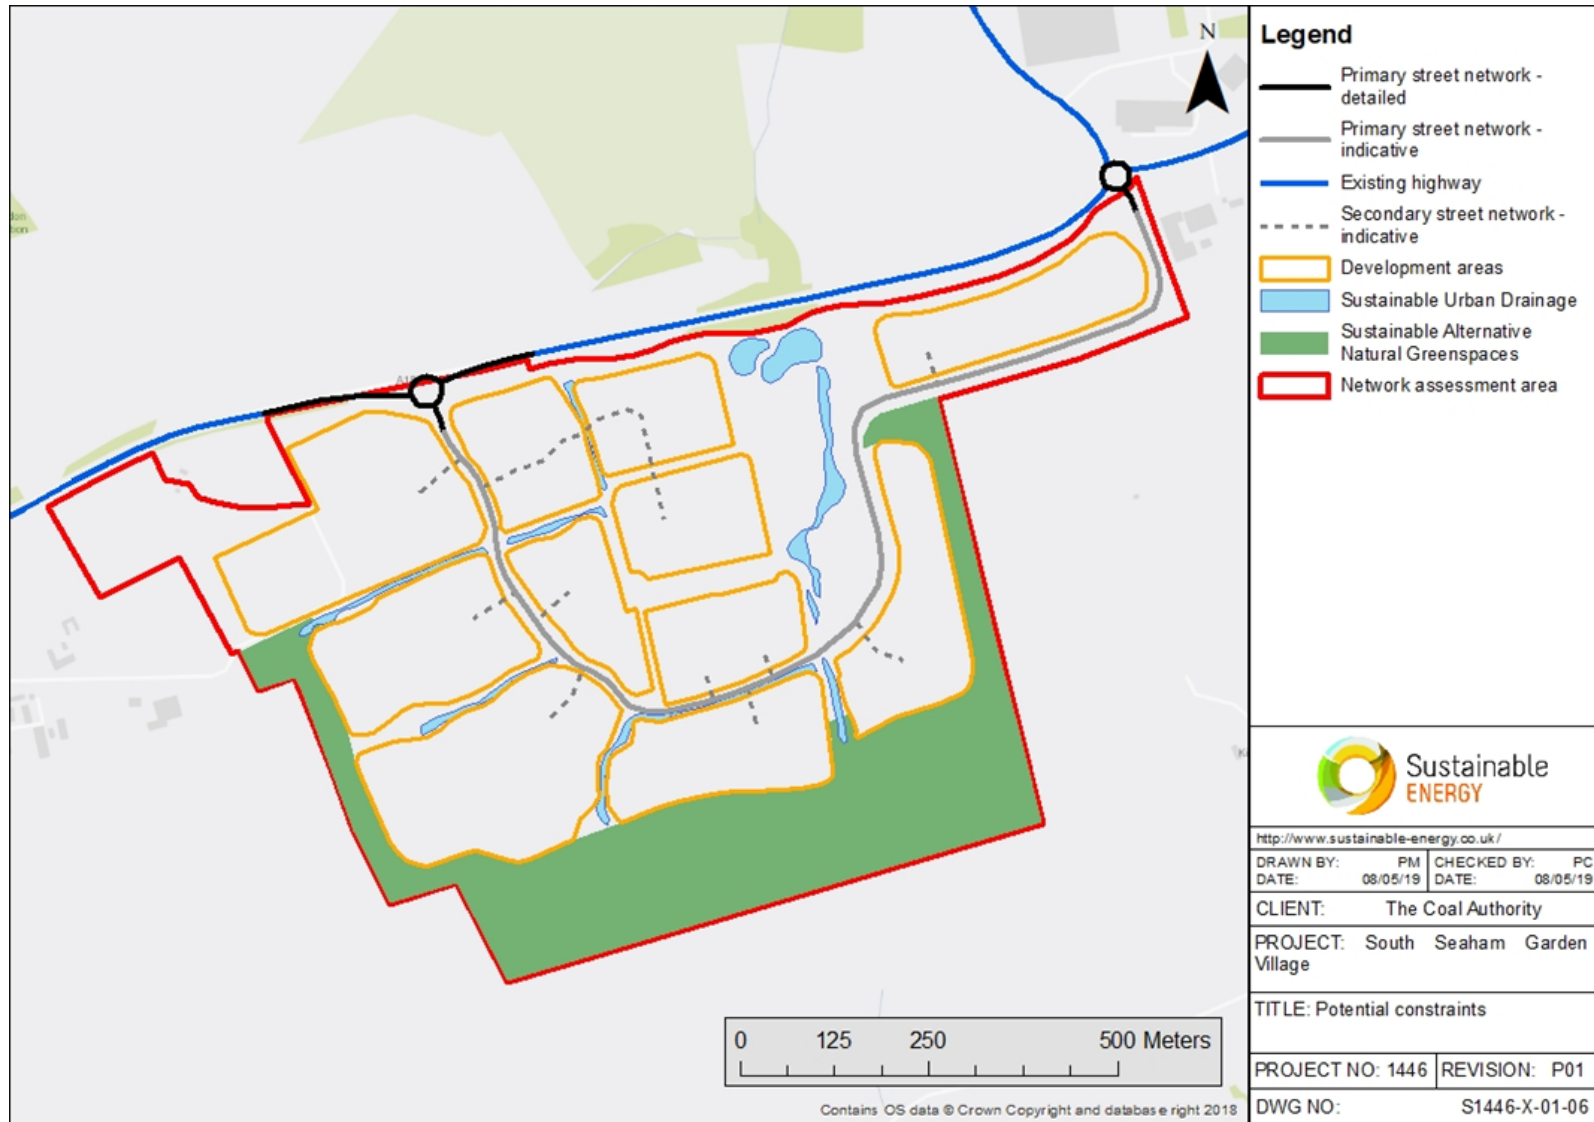 N
Legend
Primary street network -
detailed
Primary street network -
indicative
Existing highway
Secondary street network -
indicative
Development areas
Sustainable Urban Drainage
Sustainable Alternative
Natural Greenspaces
Network assessment area
Sustainable
ENERGY
http://www.sustainable-energy.co.uk/
DRAWN BY: PM CHECKED BY: PC
DATE: 08/05/19 DATE: 08/05/19
CLIENT: The Coal Authority
PROJECT: South Seaham Garden
Village
TITLE: Potential constraints
PROJECT NO: 1446 REVISION: P01
DWG NO: S1446-X-01-06
0 125 250 500 Meters
Contains OS data © Crown Copyright and database right 2018